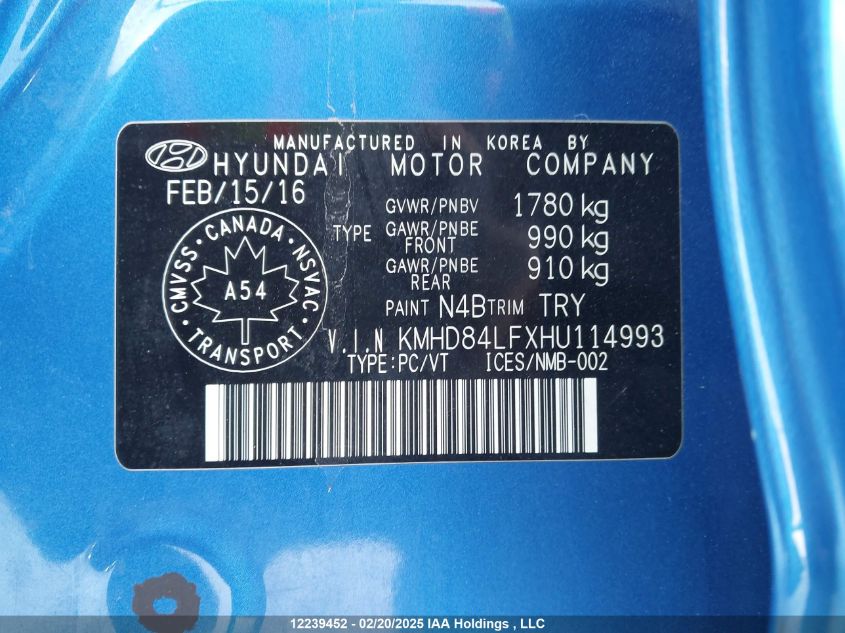 MANUFACTURED IN KOREA BY
HYUNDAI MOTOR COMPANY
FEB/15/16
GVWR/PNBV 1780 kg
TYPE GAWR/PNBE FRONT 990 kg
GAWR/PNBE REAR 910 kg
CMVSS · CANADA · NSVAC · TRANSPORT ·
A54
PAINT N4B TRIM TRY
V.I.N KMHD84LFXHU114993
TYPE:PC/VT ICES/NMB-002
12239452 - 02/20/2025 IAA Holdings , LLC